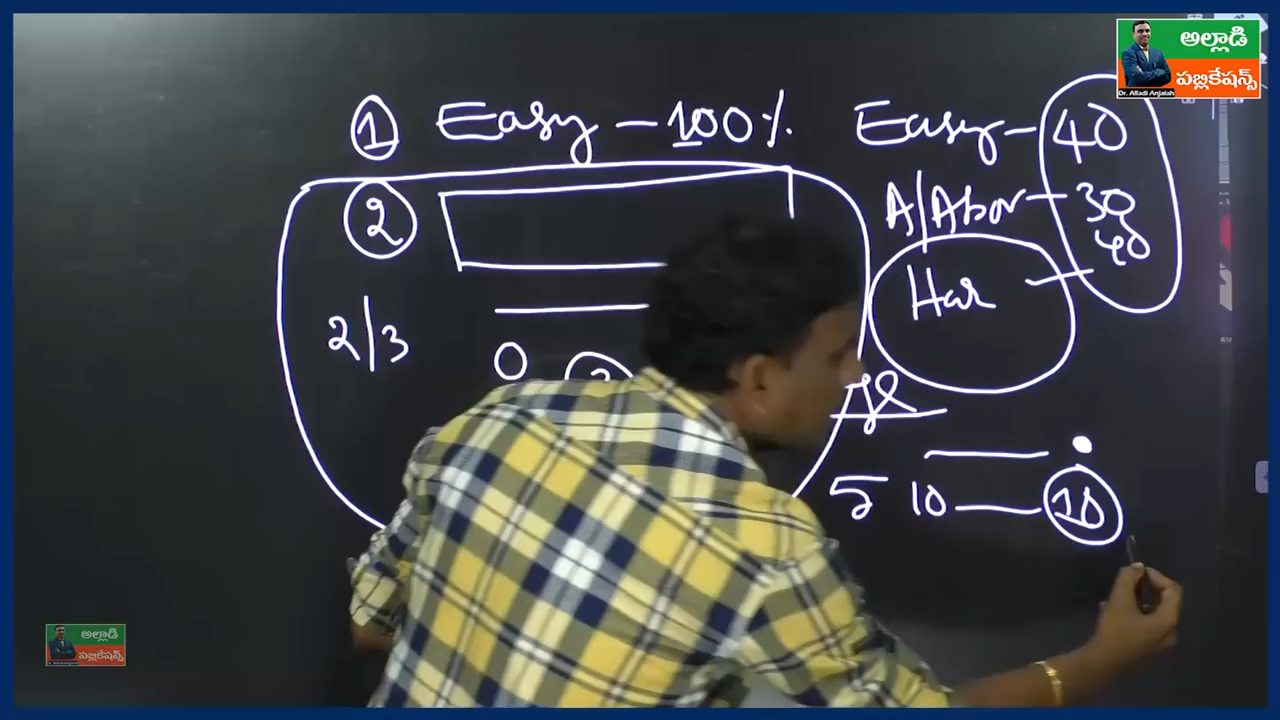 అల్లాడి
పబ్లికేషన్స్
Dr. Alladi Anjaiah
① Easy - 100%
Easy - 40
② A/Abov - 30
40
Har
2/3
0
5 10 10
అల్లాడి
పబ్లికేషన్స్